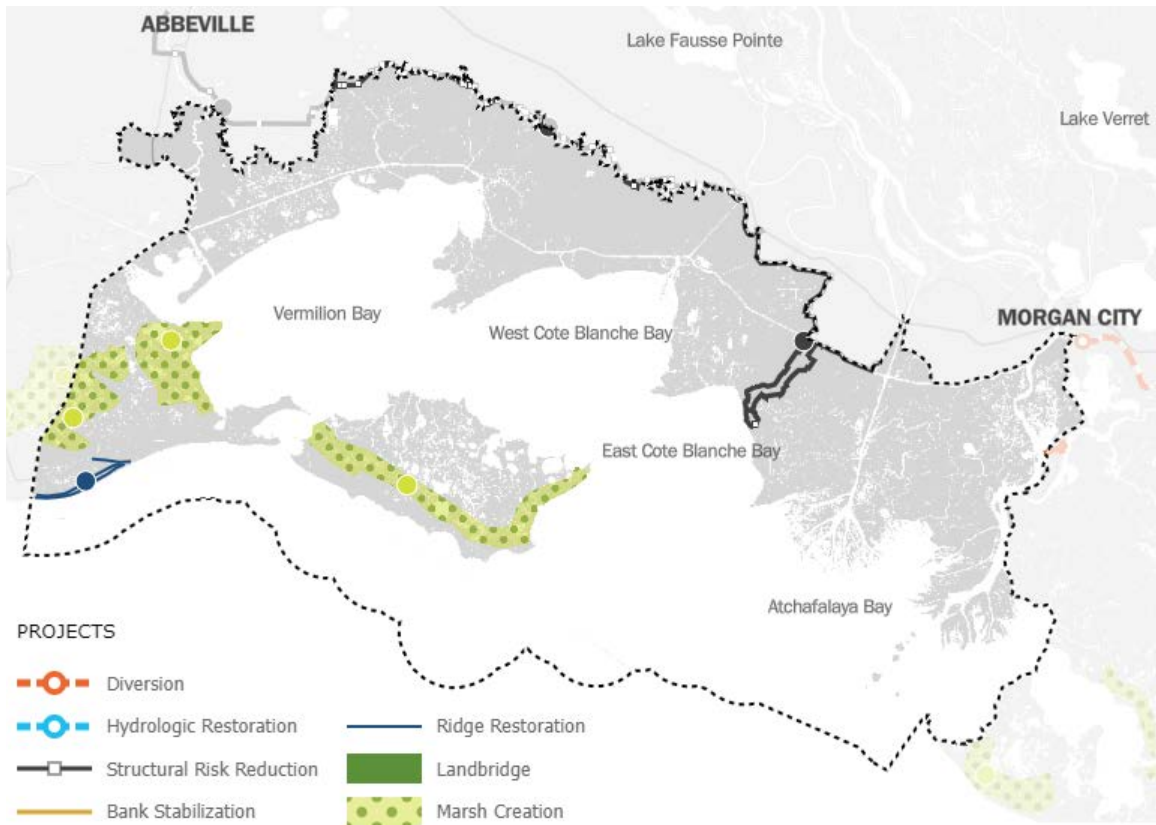 ABBEVILLE
Lake Fausse Pointe
Lake Verret
Vermilion Bay
MORGAN CITY
West Cote Blanche Bay
East Cote Blanche Bay
Atchafalaya Bay
PROJECTS
Diversion
Hydrologic Restoration
Ridge Restoration
Structural Risk Reduction
Landbridge
Bank Stabilization
Marsh Creation